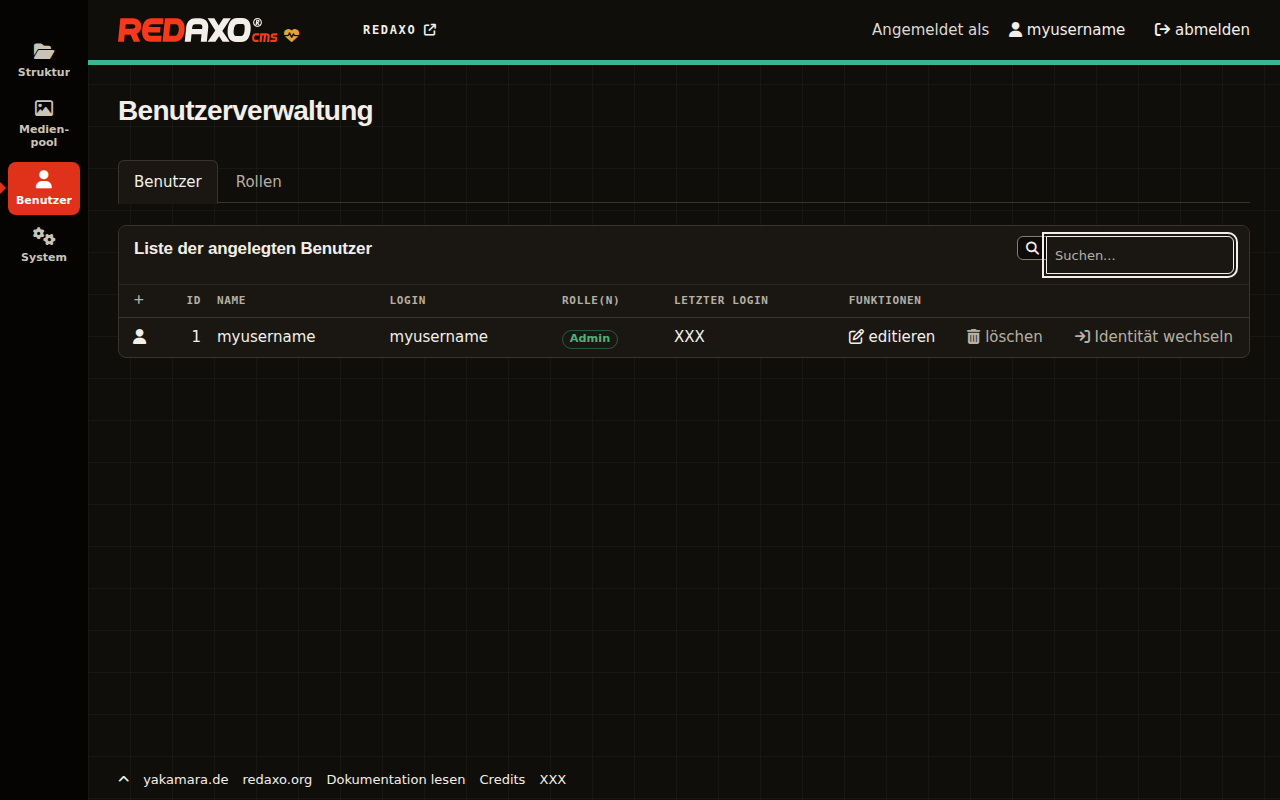 REDAXO® cms
REDAXO
Angemeldet als myusername abmelden
Struktur
Medien-
pool
Benutzer
System
Benutzerverwaltung
Benutzer Rollen
Liste der angelegten Benutzer
Suchen...
+ ID NAME LOGIN ROLLE(N) LETZTER LOGIN FUNKTIONEN
1 myusername myusername Admin XXX editieren löschen Identität wechseln
yakamara.de redaxo.org Dokumentation lesen Credits XXX